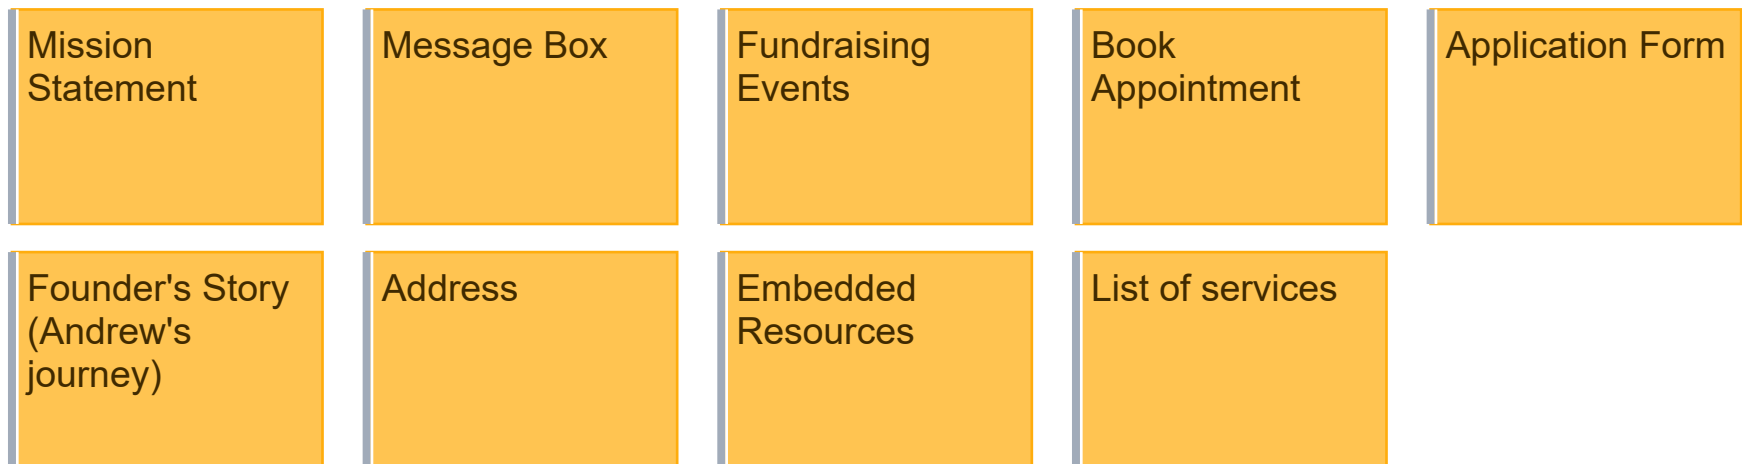 Mission
Statement
Message Box
Fundraising
Events
Book
Appointment
Application Form
Founder's Story
(Andrew's
journey)
Address
Embedded
Resources
List of services